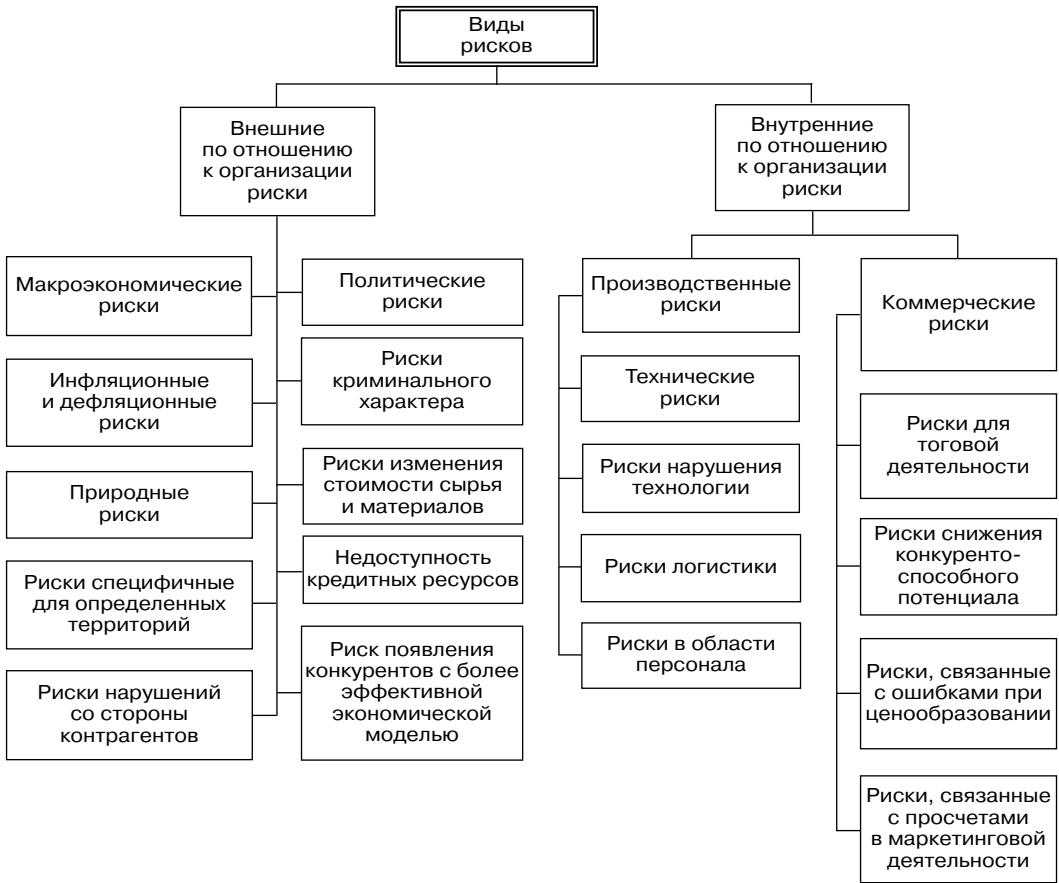 Виды
рисков
Внешние
по отношению
к организации
риски
Внутренние
по отношению
к организации
риски
Макроэкономические
риски
Инфляционные
и дефляционные
риски
Природные
риски
Риски специфичные
для определенных
территорий
Риски нарушений
со стороны
контрагентов
Политические
риски
Риски
криминального
характера
Риски изменения
стоимости сырья
и материалов
Недоступность
кредитных ресурсов
Риск появления
конкурентов с более
эффективной
экономической
моделью
Производственные
риски
Технические
риски
Риски нарушения
технологии
Риски логистики
Риски в области
персонала
Коммерческие
риски
Риски для
тоговой
деятельности
Риски снижения
конкуренто-
способного
потенциала
Риски, связанные
с ошибками при
ценообразовании
Риски, связанные
с просчетами
в маркетинговой
деятельности